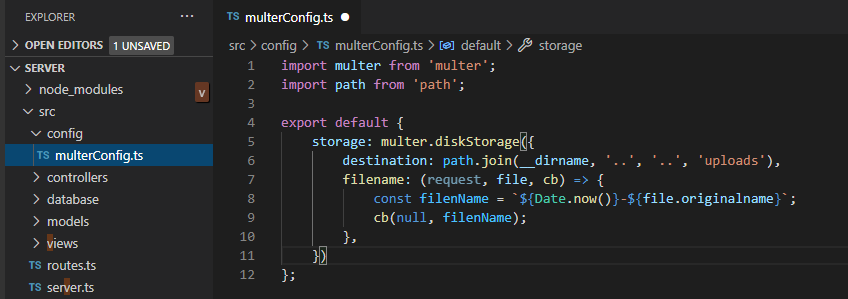 EXPLORER ...
OPEN EDITORS 1 UNSAVED
SERVER
node_modules
v
src
config
TS multerConfig.ts
controllers
database
models
views
TS routes.ts
TS server.ts
TS multerConfig.ts
src > config > TS multerConfig.ts > default > storage
1 import multer from 'multer';
2 import path from 'path';
3
4 export default {
5 storage: multer.diskStorage({
6 destination: path.join(__dirname, '..', '..', 'uploads'),
7 filename: (request, file, cb) => {
8 const filenName = `${Date.now()}-${file.originalname}`;
9 cb(null, filenName);
10 },
11 })
12 };